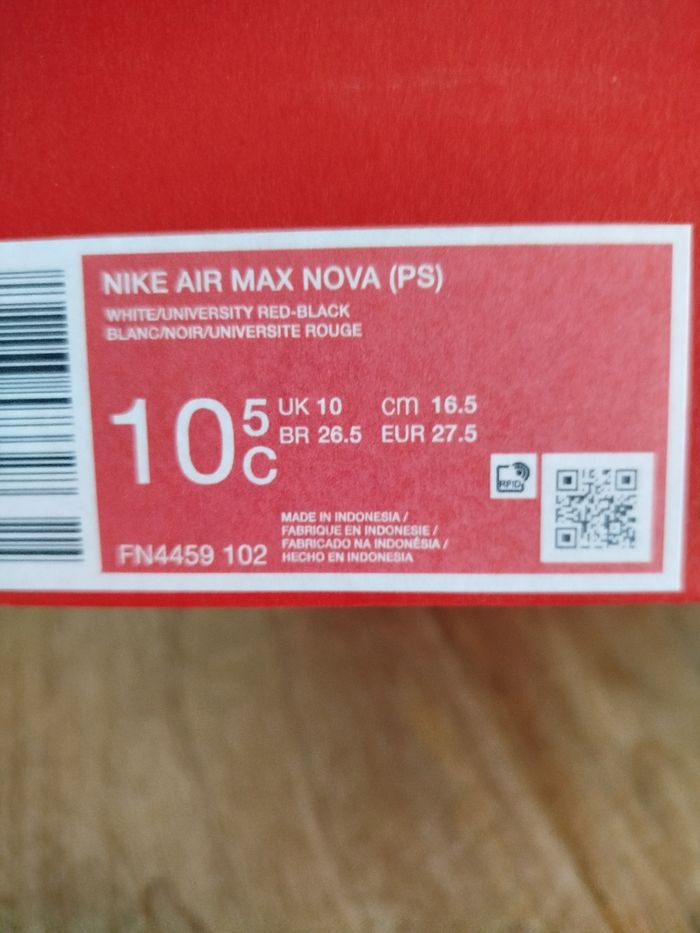 NIKE AIR MAX NOVA (PS)
WHITE/UNIVERSITY RED-BLACK
BLANC/NOIR/UNIVERSITE ROUGE
10 5 C
UK 10 cm 16.5
BR 26.5 EUR 27.5
RFID
MADE IN INDONESIA /
FABRIQUE EN INDONESIE /
FABRICADO NA INDONÉSIA /
HECHO EN INDONESIA
FN4459 102